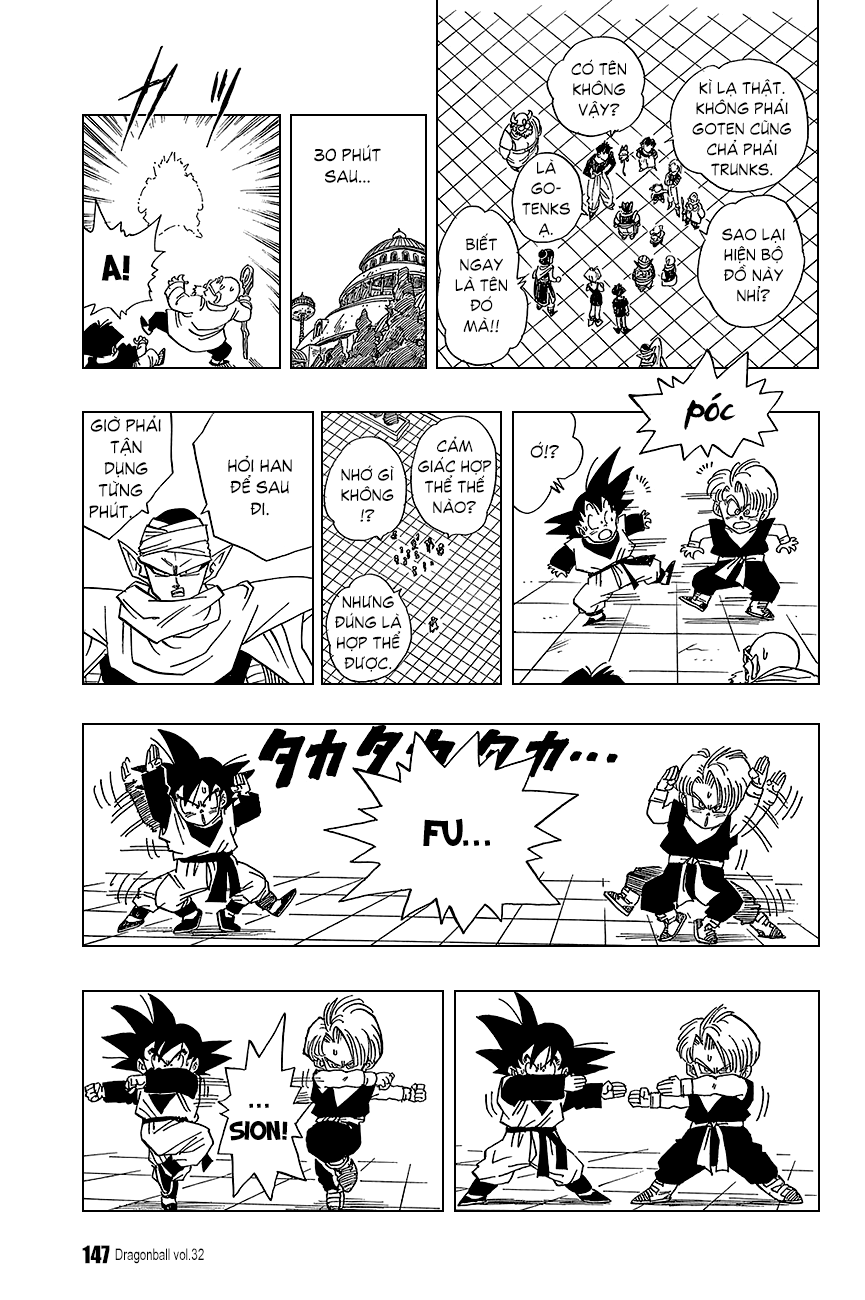 KÌ LẠ THẬT.
KHÔNG PHẢI
GOTEN CŨNG
CHẢ PHẢI
TRUNKS.
SAO LẠI
HIỆN BỘ
ĐỒ NÀY
NHỈ?
CÓ TÊN
KHÔNG
VẬY?
LÀ
GO-
TENKS
Ạ.
BIẾT
NGAY
LÀ TÊN
ĐÓ
MÀ!!
30 PHÚT
SAU...
カッ
A!
PÓC
Ớ!?
CẢM
GIÁC HỢP
THỂ THẾ
NÀO?
NHỚ GÌ
KHÔNG
!?
NHƯNG
ĐÚNG LÀ
HỢP THỂ
ĐƯỢC.
HỎI HAN
ĐỂ SAU
ĐI.
GIỜ PHẢI
TẬN
DỤNG
TỪNG
PHÚT.
タカタカタカ...
FU...
...
SION!
147 Dragonball vol.32